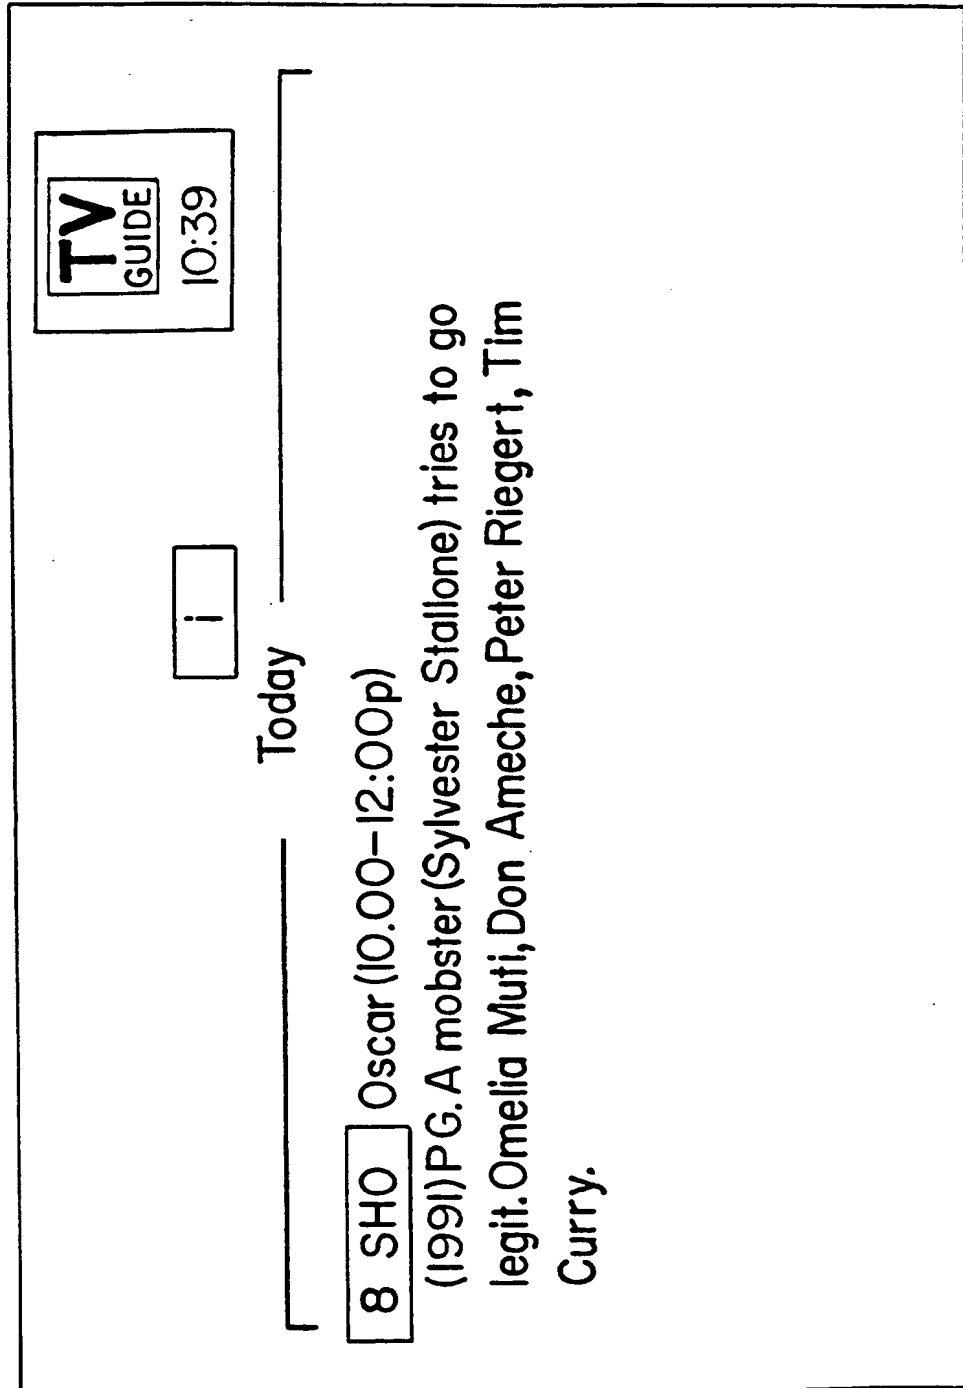 TV
GUIDE
10:39
i
Today
8 SHO Oscar (10.00-12:00p)
(1991) PG. A mobster (Sylvester Stallone) tries to go
legit. Omelia Muti, Don Ameche, Peter Riegert, Tim
Curry.